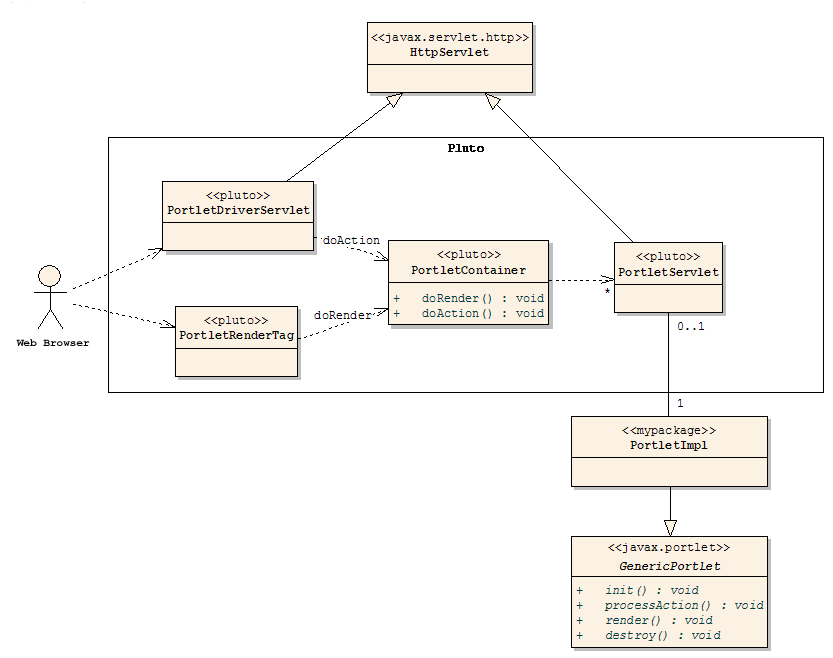 <<javax.servlet.http>>
HttpServlet
Pluto
<<pluto>>
PortletDriverServlet
doAction
<<pluto>>
PortletContainer
+ doRender() : void
+ doAction() : void
<<pluto>>
PortletServlet
*
0..1
Web Browser
<<pluto>>
PortletRenderTag
doRender
1
<<mypackage>>
PortletImpl
<<javax.portlet>>
GenericPortlet
+ init() : void
+ processAction() : void
+ render() : void
+ destroy() : void